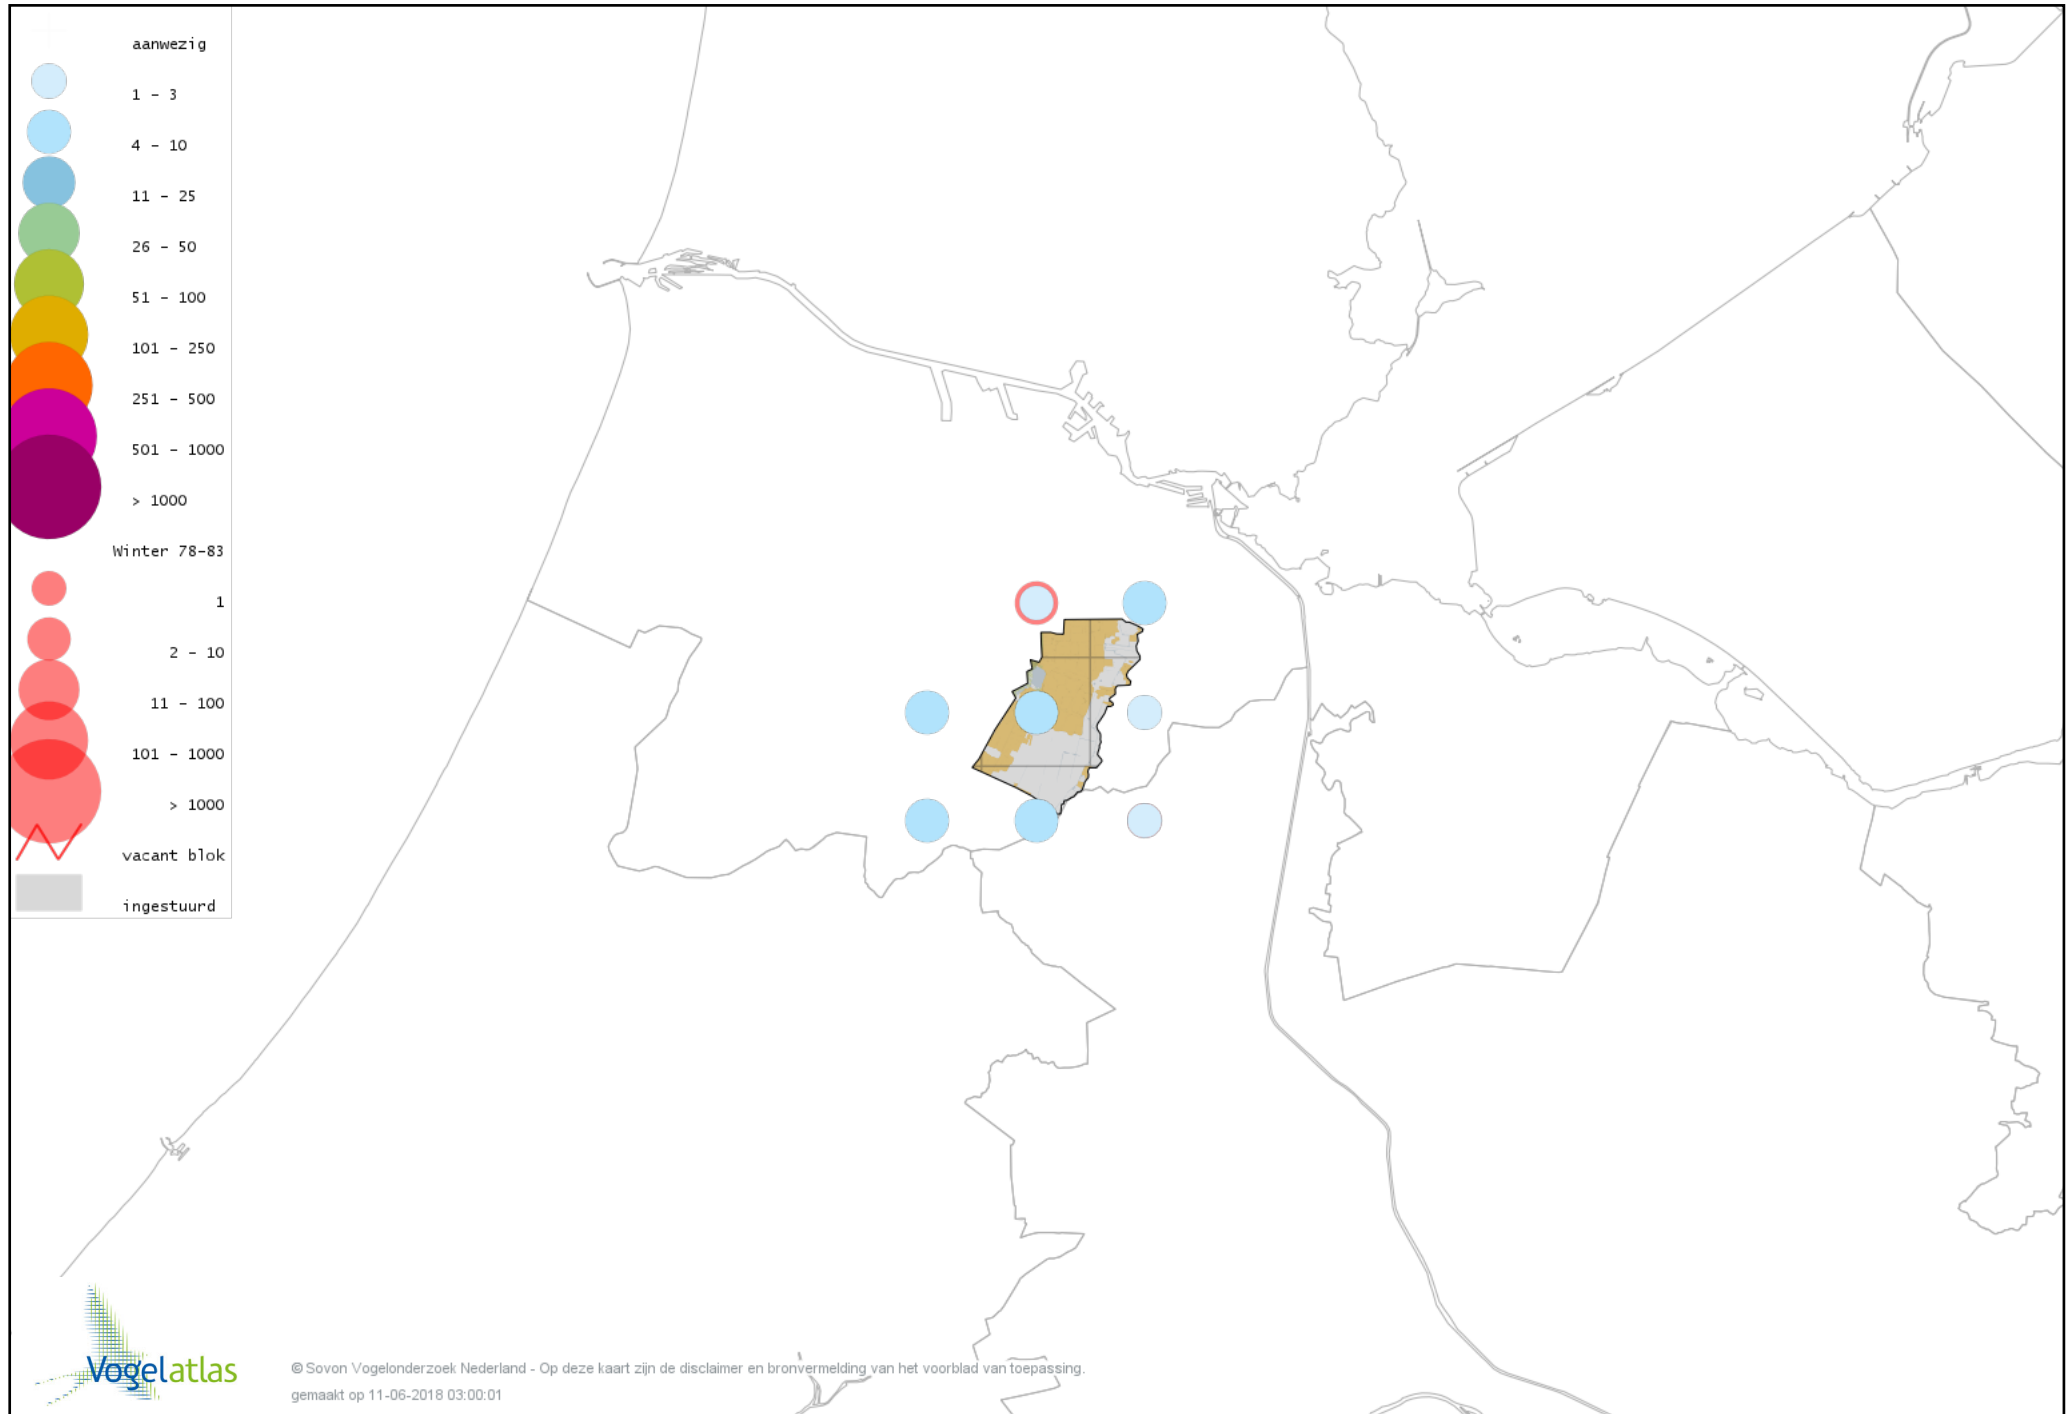 aanwezig
1 - 3
4 - 10
11 - 25
26 - 50
51 - 100
101 - 250
251 - 500
501 - 1000
> 1000
Winter 78-83
1
2 - 10
11 - 100
101 - 1000
> 1000
vacant blok
ingestuurd
Vogelatlas
© Sovon Vogelonderzoek Nederland - Op deze kaart zijn de disclaimer en bronvermelding van het voorblad van toepassing.
gemaakt op 11-06-2018 03:00:01